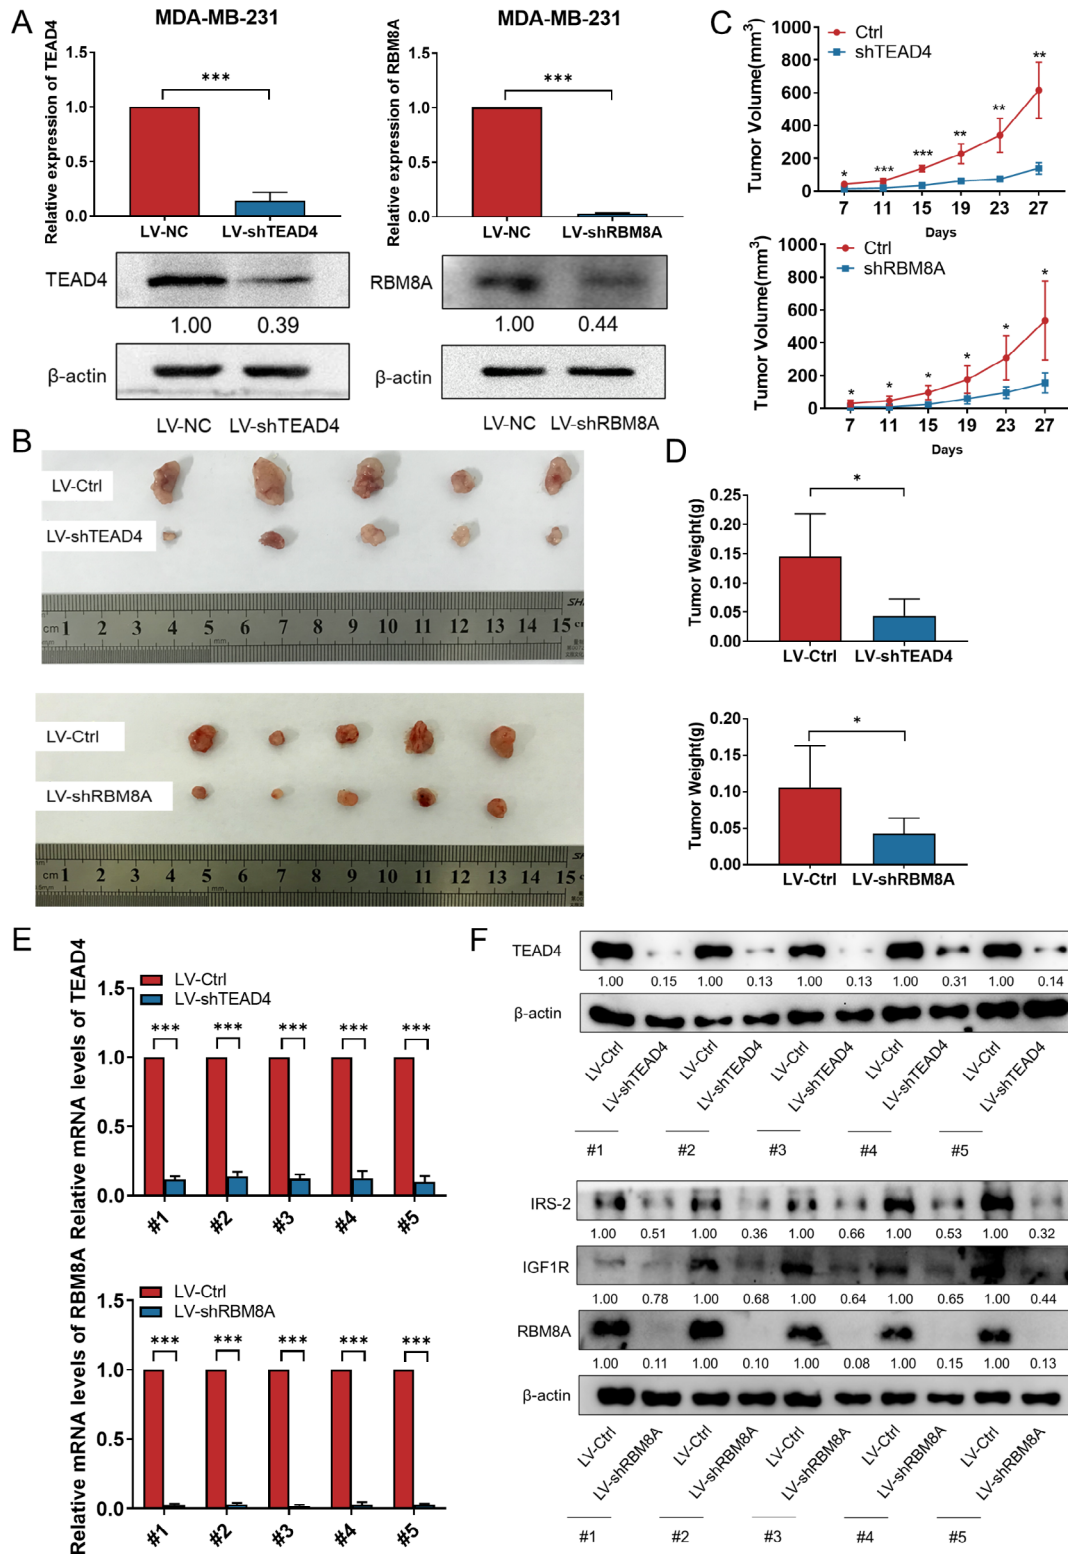 A
MDA-MB-231
Relative expression of TEAD4
1.5
1.0
0.5
0.0
***
LV-NC LV-shTEAD4
TEAD4
1.00 0.39
β-actin
LV-NC LV-shTEAD4
MDA-MB-231
Relative expression of RBM8A
1.5
1.0
0.5
0.0
***
LV-NC LV-shRBM8A
RBM8A
1.00 0.44
β-actin
LV-NC LV-shRBM8A
B
LV-Ctrl
LV-shTEAD4
cm 1 2 3 4 5 6 7 8 9 10 11 12 13 14 15
LV-Ctrl
LV-shRBM8A
cm 1 2 3 4 5 6 7 8 9 10 11 12 13 14 15
C
Tumor Volume(mm³)
1000
800
600
400
200
0
Ctrl
shTEAD4
* *** *** ** ** **
7 11 15 19 23 27
Days
Tumor Volume(mm³)
1000
800
600
400
200
0
Ctrl
shRBM8A
* * * * * *
7 11 15 19 23 27
Days
D
Tumor Weight(g)
0.25
0.20
0.15
0.10
0.05
0.00
*
LV-Ctrl LV-shTEAD4
Tumor Weight(g)
0.20
0.15
0.10
0.05
0.00
*
LV-Ctrl LV-shRBM8A
E
Relative mRNA levels of TEAD4
LV-Ctrl
LV-shTEAD4
1.5
1.0
0.5
0.0
*** *** *** *** ***
#1 #2 #3 #4 #5
Relative mRNA levels of RBM8A
LV-Ctrl
LV-shRBM8A
1.5
1.0
0.5
0.0
*** *** *** *** ***
#1 #2 #3 #4 #5
F
TEAD4
1.00 0.15 1.00 0.13 1.00 0.13 1.00 0.31 1.00 0.14
β-actin
LV-Ctrl LV-shTEAD4 LV-Ctrl LV-shTEAD4 LV-Ctrl LV-shTEAD4 LV-Ctrl LV-shTEAD4 LV-Ctrl LV-shTEAD4
#1 #2 #3 #4 #5
IRS-2
1.00 0.51 1.00 0.36 1.00 0.66 1.00 0.53 1.00 0.32
IGF1R
1.00 0.78 1.00 0.68 1.00 0.64 1.00 0.65 1.00 0.44
RBM8A
1.00 0.11 1.00 0.10 1.00 0.08 1.00 0.15 1.00 0.13
β-actin
LV-Ctrl LV-shRBM8A LV-Ctrl LV-shRBM8A LV-Ctrl LV-shRBM8A LV-Ctrl LV-shRBM8A LV-Ctrl LV-shRBM8A
#1 #2 #3 #4 #5